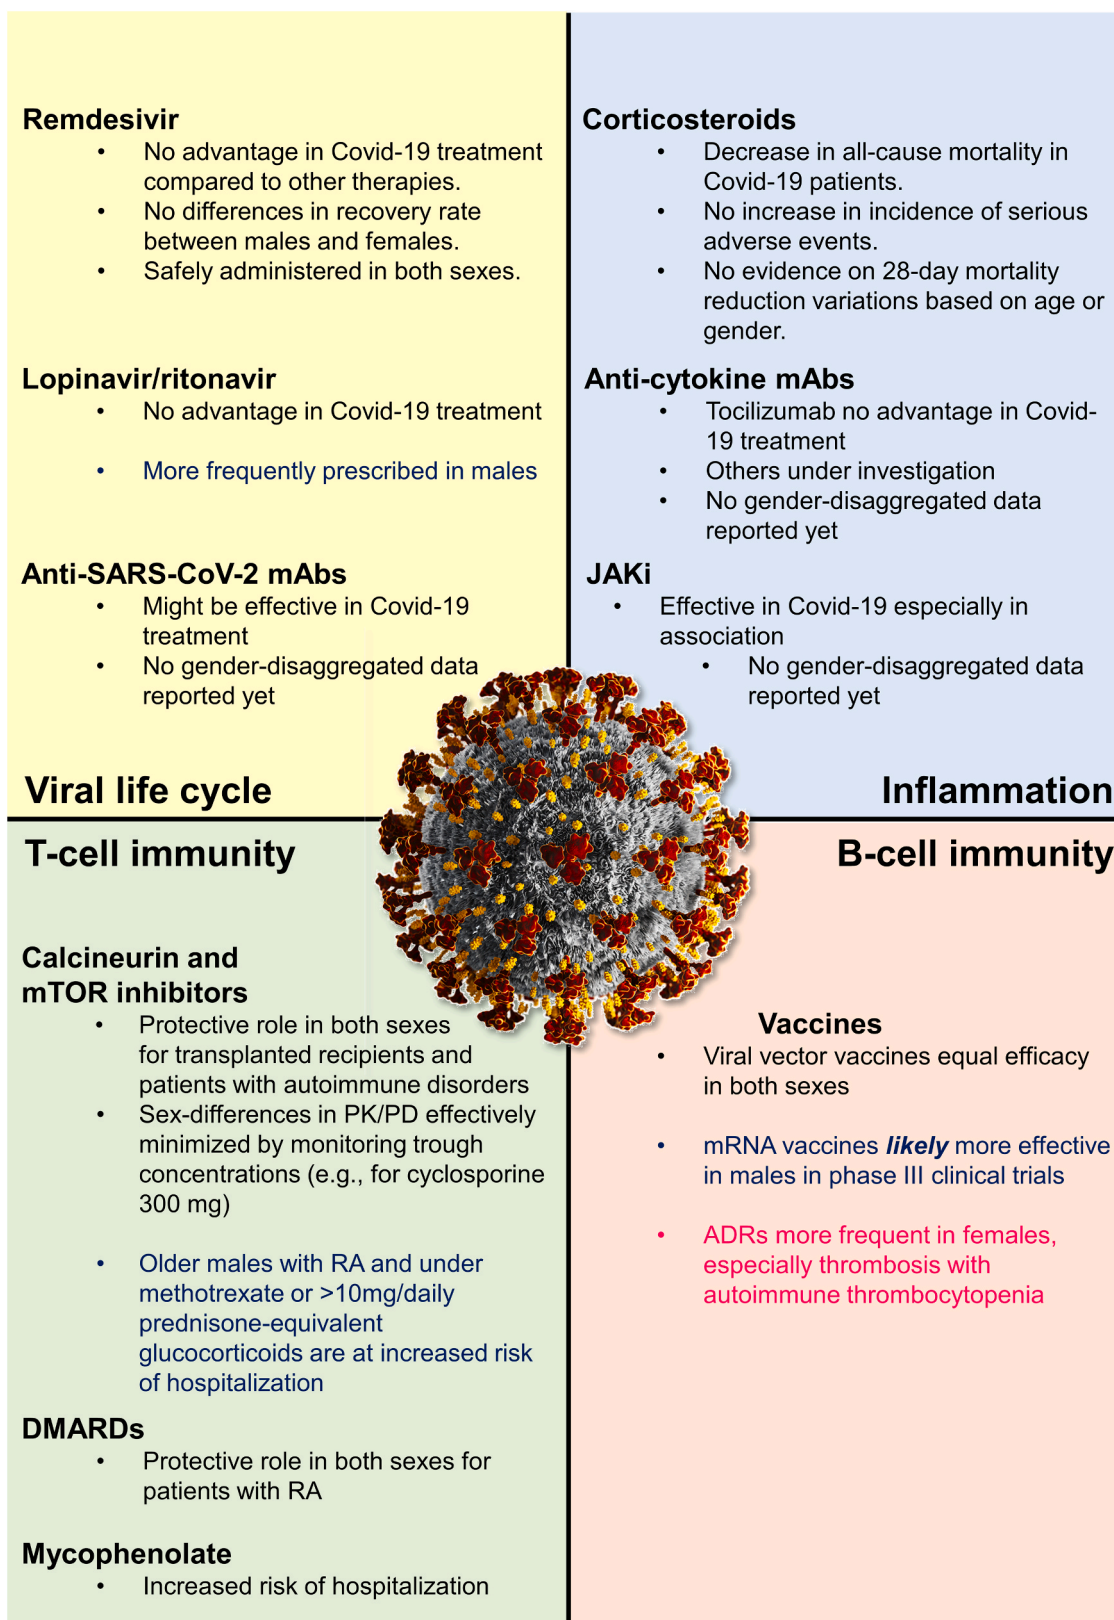 Remdesivir
• No advantage in Covid-19 treatment
compared to other therapies.
• No differences in recovery rate
between males and females.
• Safely administered in both sexes.
Lopinavir/ritonavir
• No advantage in Covid-19 treatment
• More frequently prescribed in males
Anti-SARS-CoV-2 mAbs
• Might be effective in Covid-19
treatment
• No gender-disaggregated data
reported yet
Viral life cycle
Corticosteroids
• Decrease in all-cause mortality in
Covid-19 patients.
• No increase in incidence of serious
adverse events.
• No evidence on 28-day mortality
reduction variations based on age or
gender.
Anti-cytokine mAbs
• Tocilizumab no advantage in Covid-
19 treatment
• Others under investigation
• No gender-disaggregated data
reported yet
JAKi
• Effective in Covid-19 especially in
association
• No gender-disaggregated data
reported yet
Inflammation
T-cell immunity
Calcineurin and
mTOR inhibitors
• Protective role in both sexes
for transplanted recipients and
patients with autoimmune disorders
• Sex-differences in PK/PD effectively
minimized by monitoring trough
concentrations (e.g., for cyclosporine
300 mg)
• Older males with RA and under
methotrexate or >10mg/daily
prednisone-equivalent
glucocorticoids are at increased risk
of hospitalization
DMARDs
• Protective role in both sexes for
patients with RA
Mycophenolate
• Increased risk of hospitalization
B-cell immunity
Vaccines
• Viral vector vaccines equal efficacy
in both sexes
• mRNA vaccines likely more effective
in males in phase III clinical trials
• ADRs more frequent in females,
especially thrombosis with
autoimmune thrombocytopenia